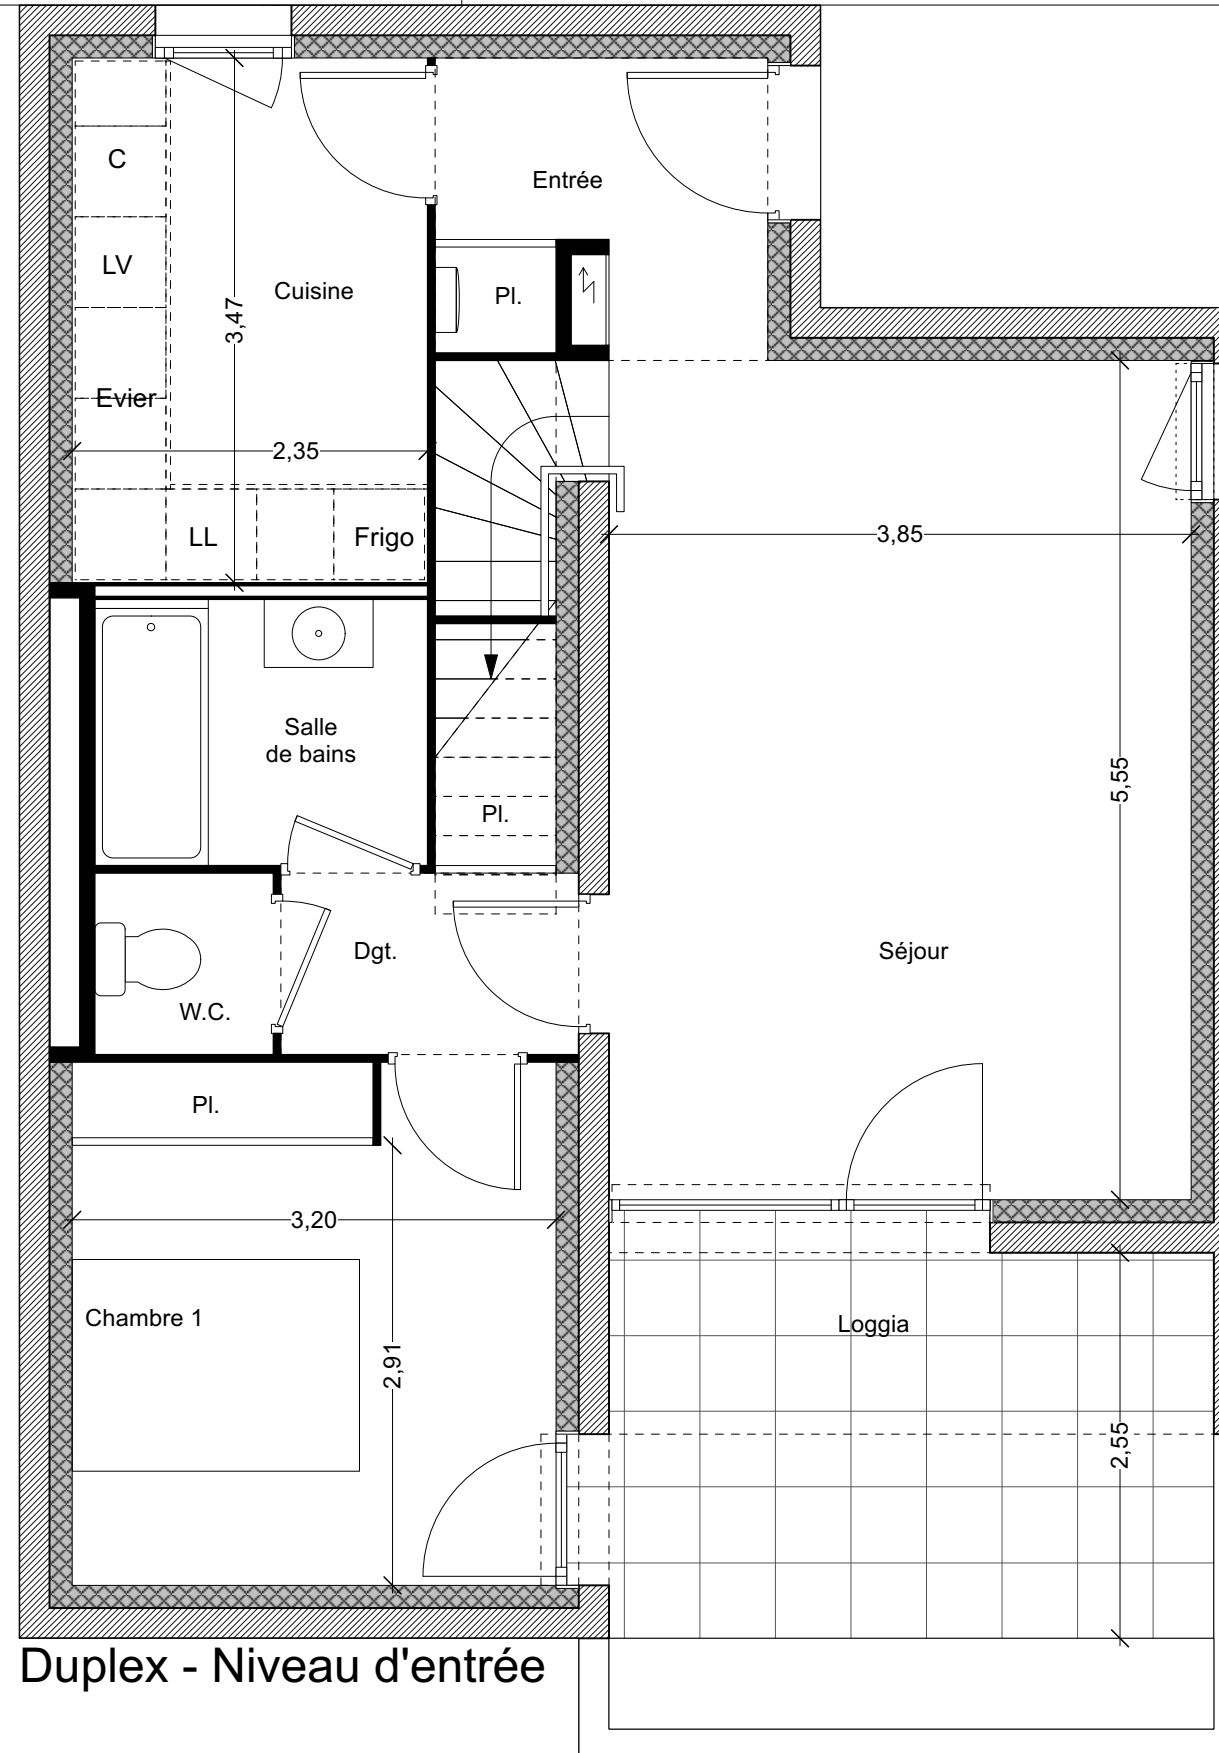 Entrée
C
LV
Cuisine
Pl.
3,47
Evier
2,35
LL
Frigo
3,85
Salle
de bains
5,55
Pl.
Dgt.
Séjour
W.C.
Pl.
3,20
Chambre 1
Loggia
2,91
2,55
Duplex - Niveau d'entrée